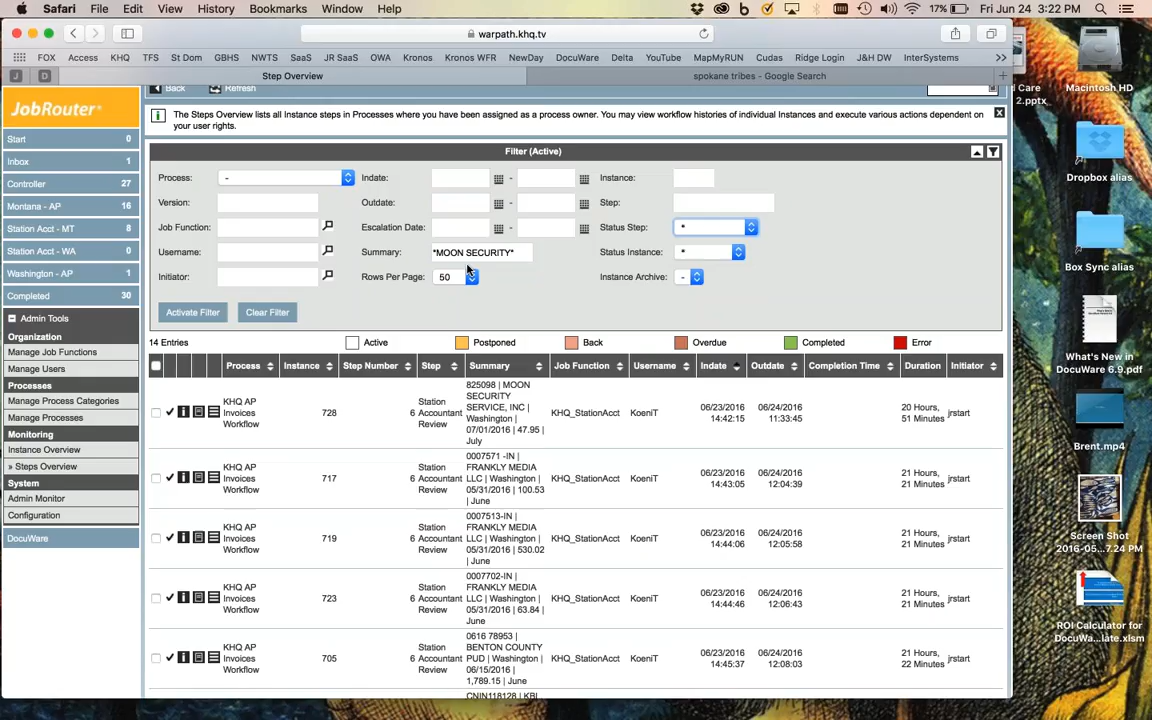 Safari File Edit View History Bookmarks Window Help
17% Fri Jun 24 3:22 PM
warpath.khq.tv
FOX Access KHQ TFS St Dom GBHS NWTS SaaS JR SaaS OWA Kronos Kronos WFR NewDay DocuWare Delta YouTube MapMyRUN Cudas Ridge Login J&H DW InterSystems
J D Step Overview spokane tribes - Google Search
d Care
2.pptx
Macintosh HD
Dropbox alias
Box Sync alias
What's New in
DocuWare 6.9.pdf
Brent.mp4
Screen Shot
2016-05...7.24 PM
ROI Calculator for
DocuWa...late.xlsm
JobRouter
Start 0
Inbox 1
Controller 27
Montana - AP 16
Station Acct - MT 8
Station Acct - WA 0
Washington - AP 1
Completed 30
Admin Tools
Organization
Manage Job Functions
Manage Users
Processes
Manage Process Categories
Manage Processes
Monitoring
Instance Overview
» Steps Overview
System
Admin Monitor
Configuration
DocuWare
Back Refresh
The Steps Overview lists all Instance steps in Processes where you have been assigned as a process owner. You may view workflow histories of individual Instances and execute various actions dependent on
your user rights.
Filter (Active)
Process: - Indate: - Instance:
Version: Outdate: - Step:
Job Function: Escalation Date: - Status Step: *
Username: Summary: *MOON SECURITY* Status Instance: *
Initiator: Rows Per Page: 50 Instance Archive: -
Activate Filter Clear Filter
14 Entries Active Postponed Back Overdue Completed Error
Process Instance Step Number Step Summary Job Function Username Indate Outdate Completion Time Duration Initiator
KHQ AP
Invoices
Workflow
728
6
Station
Accountant
Review
825098 | MOON
SECURITY
SERVICE, INC |
Washington |
07/01/2016 | 47.95 |
July
KHQ_StationAcct
KoeniT
06/23/2016
14:42:15
06/24/2016
11:33:45
20 Hours,
51 Minutes
jrstart
KHQ AP
Invoices
Workflow
717
6
Station
Accountant
Review
0007571 -IN |
FRANKLY MEDIA
LLC | Washington |
05/31/2016 | 100.53
| June
KHQ_StationAcct
KoeniT
06/23/2016
14:43:05
06/24/2016
12:04:39
21 Hours,
21 Minutes
jrstart
KHQ AP
Invoices
Workflow
719
6
Station
Accountant
Review
0007513-IN |
FRANKLY MEDIA
LLC | Washington |
05/31/2016 | 530.02
| June
KHQ_StationAcct
KoeniT
06/23/2016
14:44:06
06/24/2016
12:05:58
21 Hours,
21 Minutes
jrstart
KHQ AP
Invoices
Workflow
723
6
Station
Accountant
Review
0007702-IN |
FRANKLY MEDIA
LLC | Washington |
05/31/2016 | 63.84 |
June
KHQ_StationAcct
KoeniT
06/23/2016
14:44:46
06/24/2016
12:06:43
21 Hours,
21 Minutes
jrstart
KHQ AP
Invoices
Workflow
705
6
Station
Accountant
Review
0616 78953 |
BENTON COUNTY
PUD | Washington |
06/15/2016 |
1,789.15 | June
KHQ_StationAcct
KoeniT
06/23/2016
14:45:37
06/24/2016
12:08:03
21 Hours,
22 Minutes
jrstart
CNIN118128 | KBL